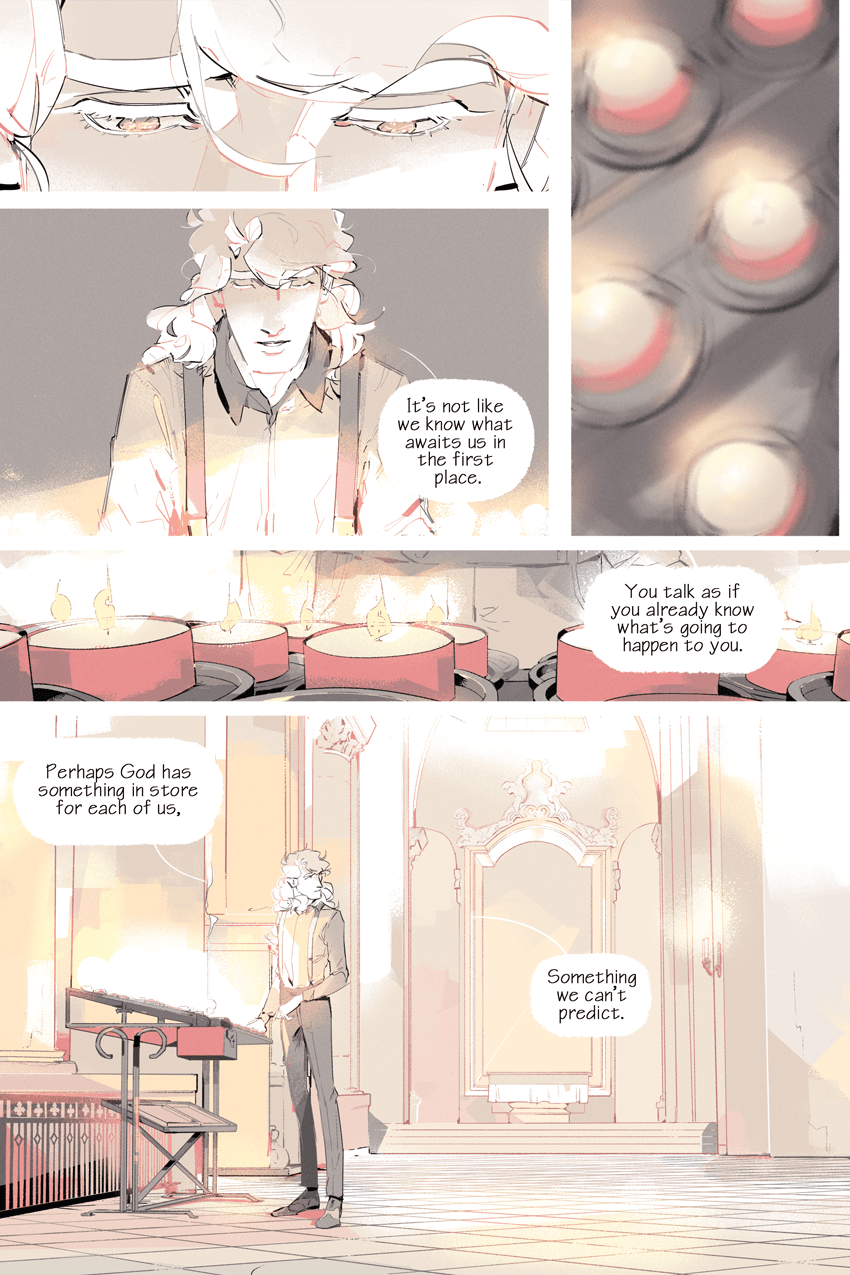 It's not like
we know what
awaits us in
the first
place.
You talk as if
you already know
what's going to
happen to you.
Perhaps God has
something in store
for each of us,
Something
we can't
predict.